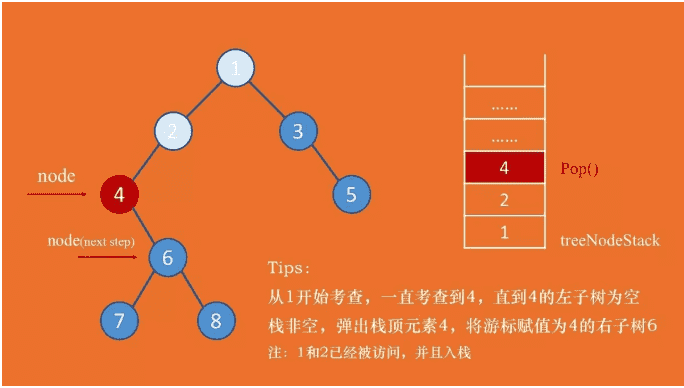 1
……
2
3
……
node
4
5
4
Pop()
2
node(next step)
6
1
treeNodeStack
7
8
Tips:
从1开始考查，一直考查到4，直到4的左子树为空
栈非空，弹出栈顶元素4，将游标赋值为4的右子树6
注：1和2已经被访问，并且入栈